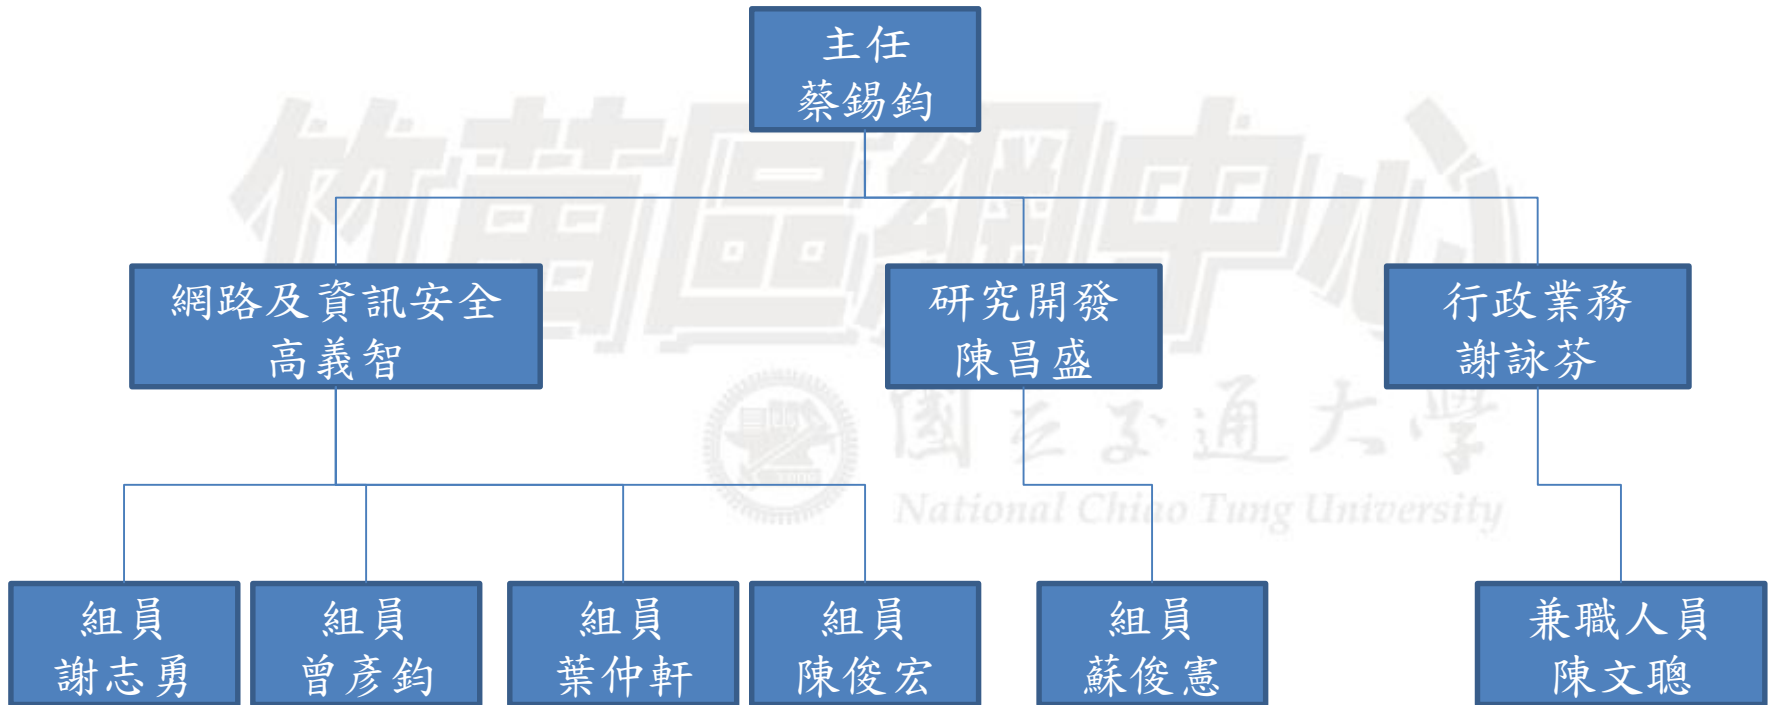 主任
蔡錫鈞
竹苗區網中心
網路及資訊安全
高義智
研究開發
陳昌盛
行政業務
謝詠芬
國立交通大學
National Chiao Tung University
組員
謝志勇
組員
曾彥鈞
組員
葉仲軒
組員
陳俊宏
組員
蘇俊憲
兼職人員
陳文聰